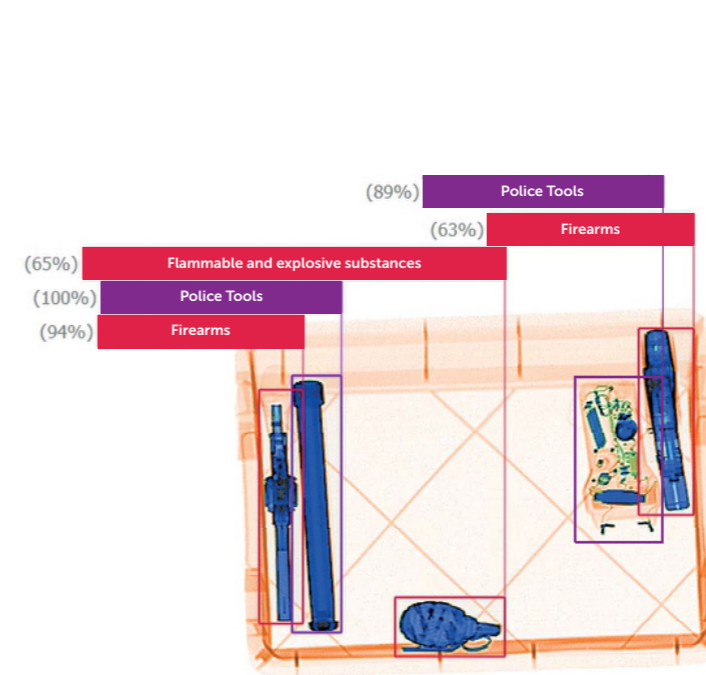 (89%) Police Tools
(63%) Firearms
(65%) Flammable and explosive substances
(100%) Police Tools
(94%) Firearms